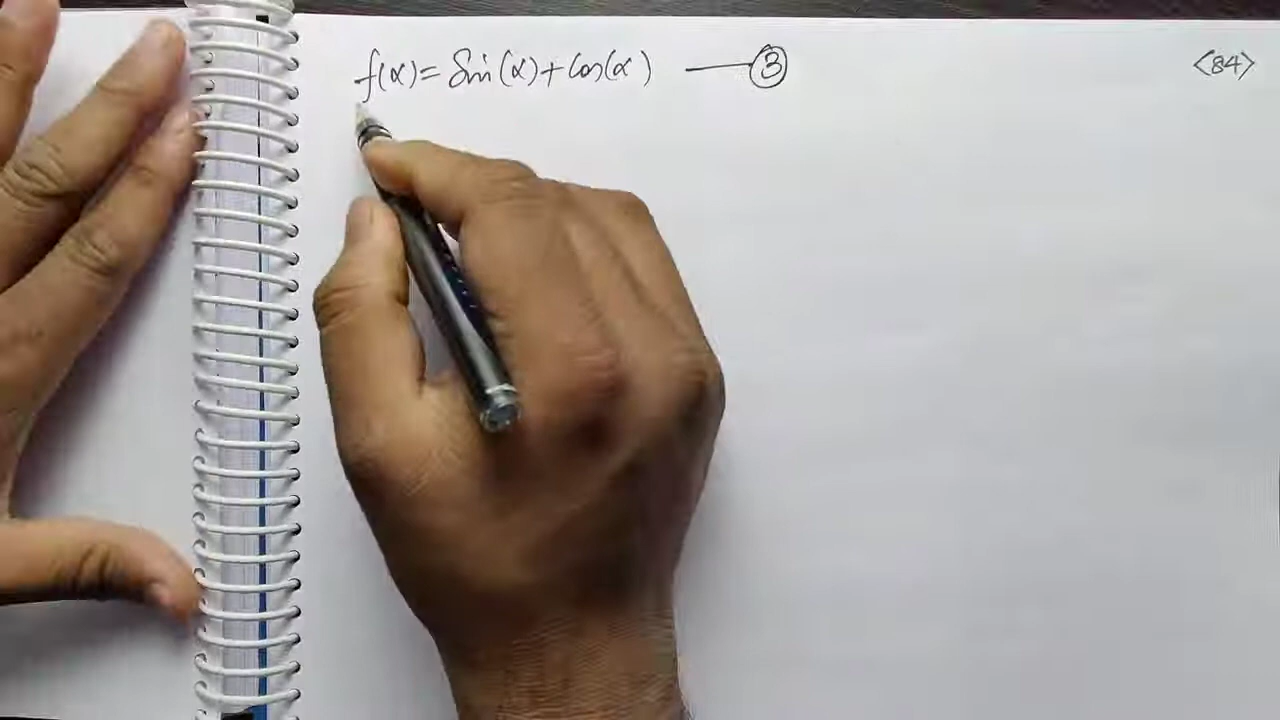 f(α) = Sin(α) + Cos(α) — ③
<84>